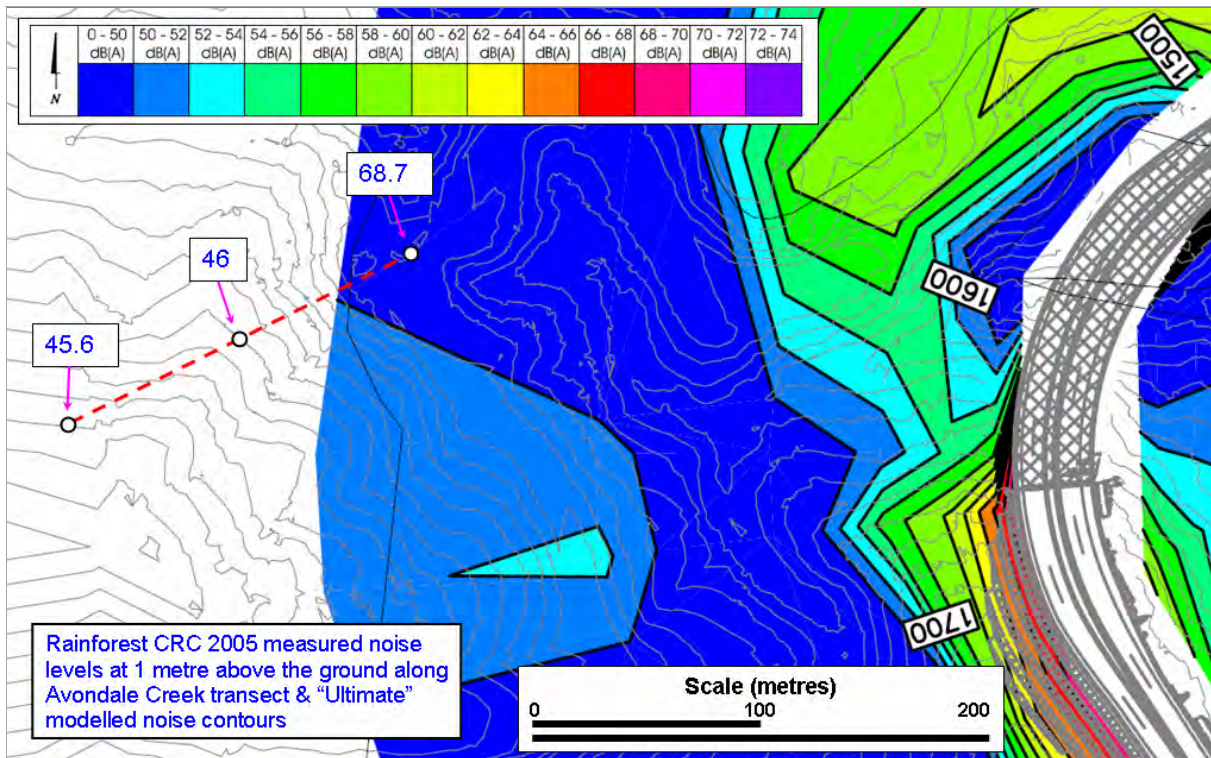 0 - 50 50 - 52 52 - 54 54 - 56 56 - 58 58 - 60 60 - 62 62 - 64 64 - 66 66 - 68 68 - 70 70 - 72 72 - 74
dB(A) dB(A) dB(A) dB(A) dB(A) dB(A) dB(A) dB(A) dB(A) dB(A) dB(A) dB(A) dB(A)
N
1500
68.7
46
1600
45.6
1700
Rainforest CRC 2005 measured noise
levels at 1 metre above the ground along
Avondale Creek transect & “Ultimate”
modelled noise contours
Scale (metres)
0 100 200